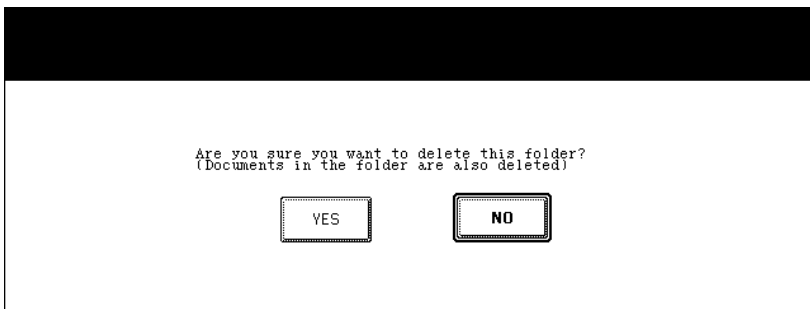 Are you sure you want to delete this folder?
(Documents in the folder are also deleted)
YES NO